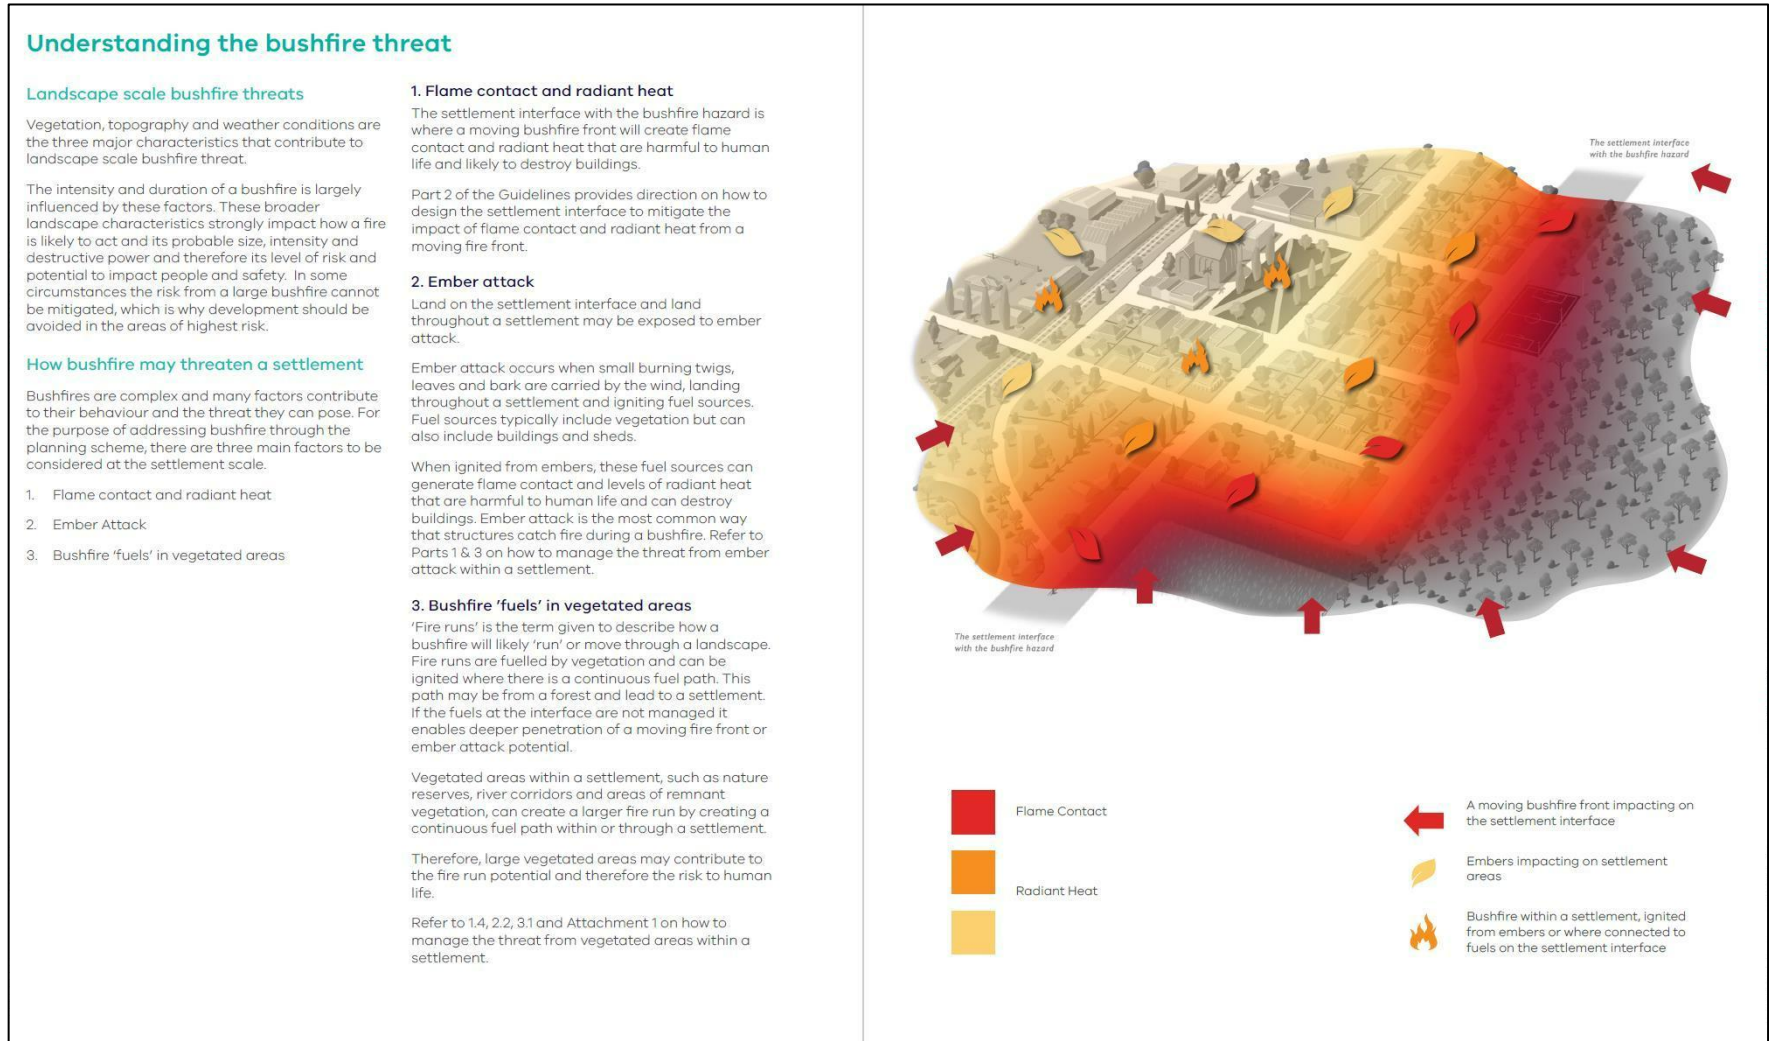 Understanding the bushfire threat
Landscape scale bushfire threats
Vegetation, topography and weather conditions are
the three major characteristics that contribute to
landscape scale bushfire threat.
The intensity and duration of a bushfire is largely
influenced by these factors. These broader
landscape characteristics strongly impact how a fire
is likely to act and its probable size, intensity and
destructive power and therefore its level of risk and
potential to impact people and safety. In some
circumstances the risk from a large bushfire cannot
be mitigated, which is why development should be
avoided in the areas of highest risk.
How bushfire may threaten a settlement
Bushfires are complex and many factors contribute
to their behaviour and the threat they can pose. For
the purpose of addressing bushfire through the
planning scheme, there are three main factors to be
considered at the settlement scale.
1. Flame contact and radiant heat
2. Ember Attack
3. Bushfire ‘fuels’ in vegetated areas
1. Flame contact and radiant heat
The settlement interface with the bushfire hazard is
where a moving bushfire front will create flame
contact and radiant heat that are harmful to human
life and likely to destroy buildings.
Part 2 of the Guidelines provides direction on how to
design the settlement interface to mitigate the
impact of flame contact and radiant heat from a
moving fire front.
2. Ember attack
Land on the settlement interface and land
throughout a settlement may be exposed to ember
attack.
Ember attack occurs when small burning twigs,
leaves and bark are carried by the wind, landing
throughout a settlement and igniting fuel sources.
Fuel sources typically include vegetation but can
also include buildings and sheds.
When ignited from embers, these fuel sources can
generate flame contact and levels of radiant heat
that are harmful to human life and can destroy
buildings. Ember attack is the most common way
that structures catch fire during a bushfire. Refer to
Parts 1 & 3 on how to manage the threat from ember
attack within a settlement.
3. Bushfire ‘fuels’ in vegetated areas
‘Fire runs’ is the term given to describe how a
bushfire will likely ‘run’ or move through a landscape.
Fire runs are fuelled by vegetation and can be
ignited where there is a continuous fuel path. This
path may be from a forest and lead to a settlement.
If the fuels at the interface are not managed it
enables deeper penetration of a moving fire front or
ember attack potential.
Vegetated areas within a settlement, such as nature
reserves, river corridors and areas of remnant
vegetation, can create a larger fire run by creating a
continuous fuel path within or through a settlement.
Therefore, large vegetated areas may contribute to
the fire run potential and therefore the risk to human
life.
Refer to 1.4, 2.2, 3.1 and Attachment 1 on how to
manage the threat from vegetated areas within a
settlement.
The settlement interface
with the bushfire hazard
The settlement interface
with the bushfire hazard
Flame Contact
Radiant Heat
A moving bushfire front impacting on
the settlement interface
Embers impacting on settlement
areas
Bushfire within a settlement, ignited
from embers or where connected to
fuels on the settlement interface